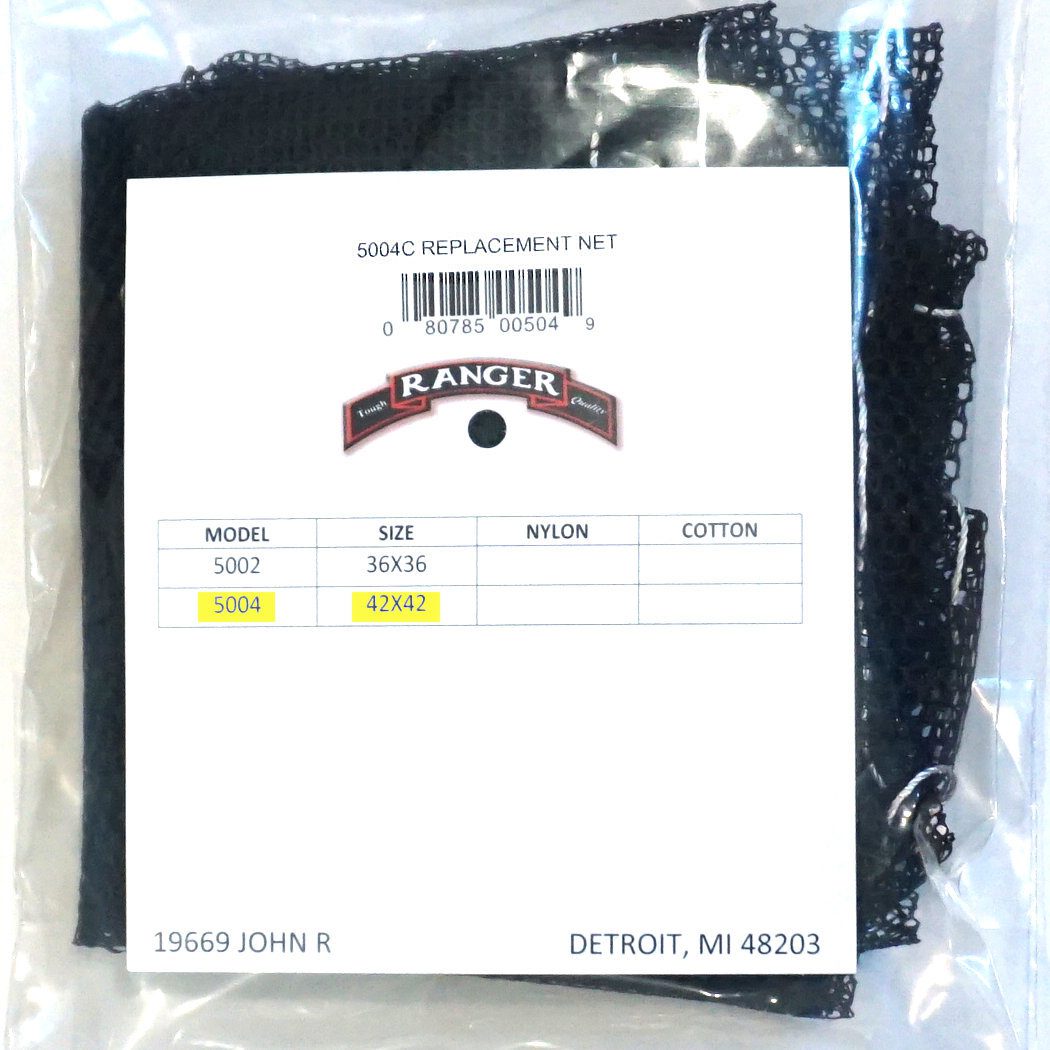 5004C REPLACEMENT NET
0 80785 00504 9
RANGER
Tough Quality
MODEL SIZE NYLON COTTON
5002 36X36
5004 42X42
19669 JOHN R DETROIT, MI 48203